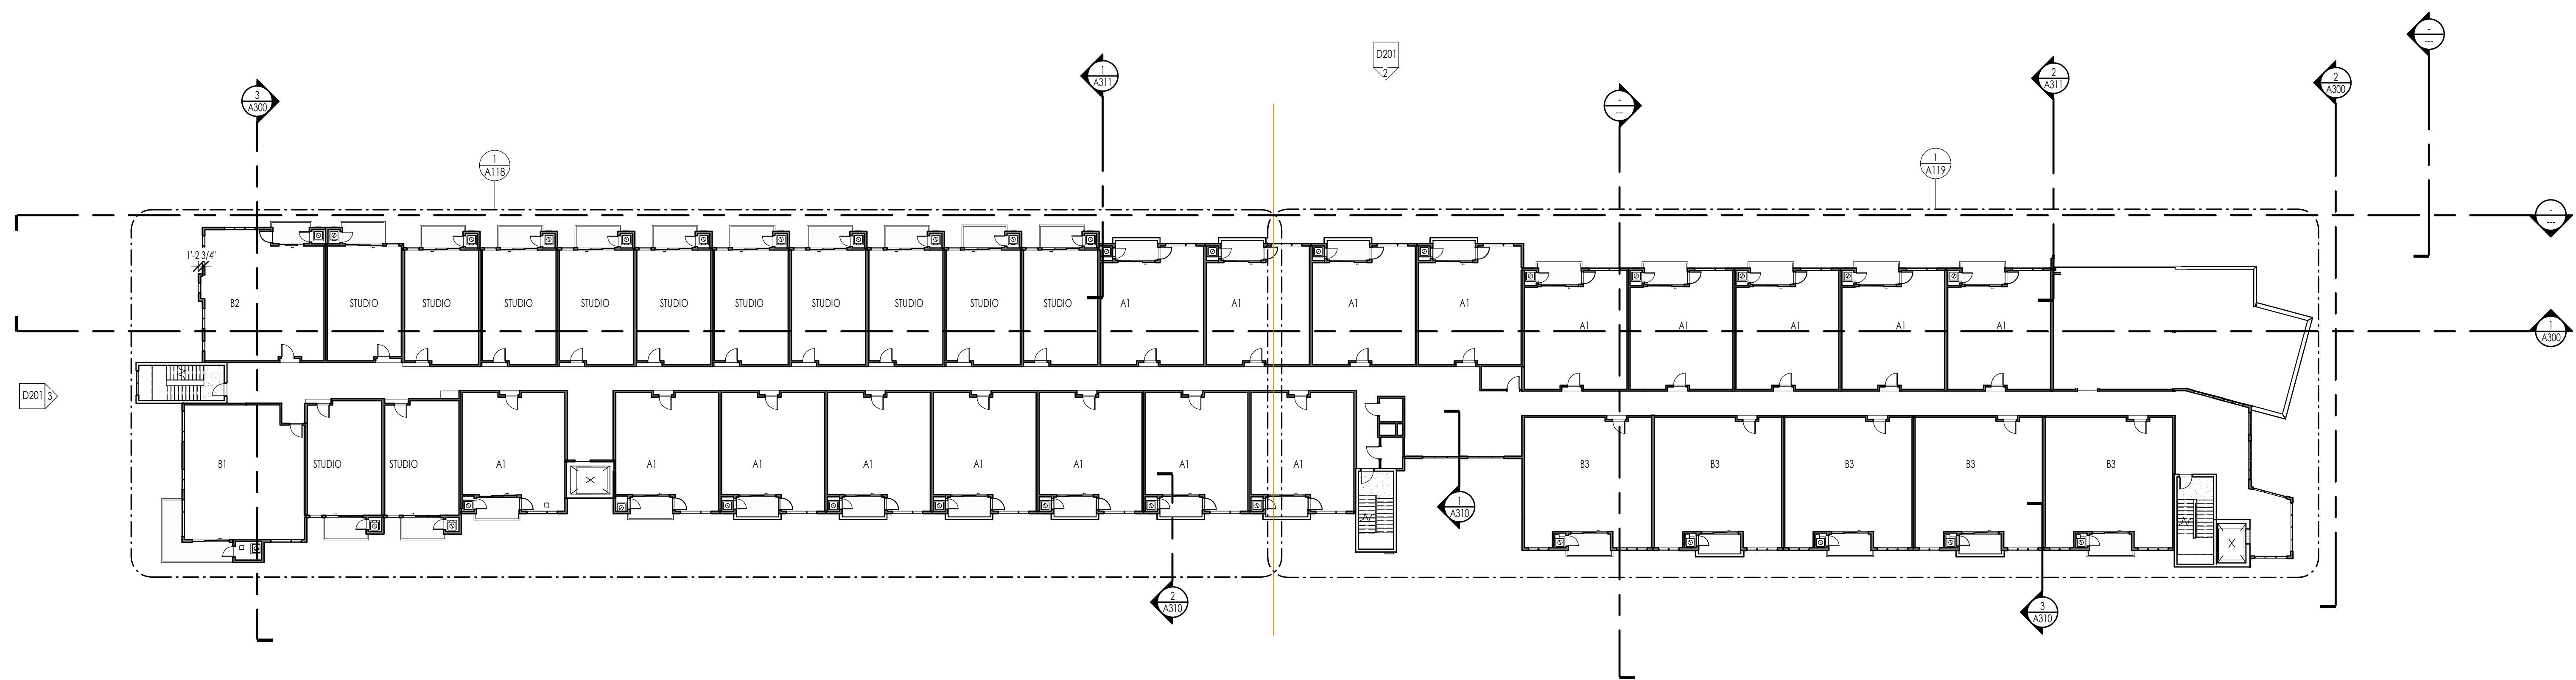 -
---
D201
2
1
A311
2
A311
2
A300
3
A300
-
---
1
A118
1
A119
-
---
1'-2 3/4"
B2
STUDIO
STUDIO
STUDIO
STUDIO
STUDIO
STUDIO
STUDIO
STUDIO
STUDIO
STUDIO
A1
A1
A1
A1
A1
A1
A1
A1
A1
1
A300
D201
3
B1
STUDIO
STUDIO
A1
A1
A1
A1
A1
A1
A1
A1
B3
B3
B3
B3
B3
1
A310
2
A310
3
A310